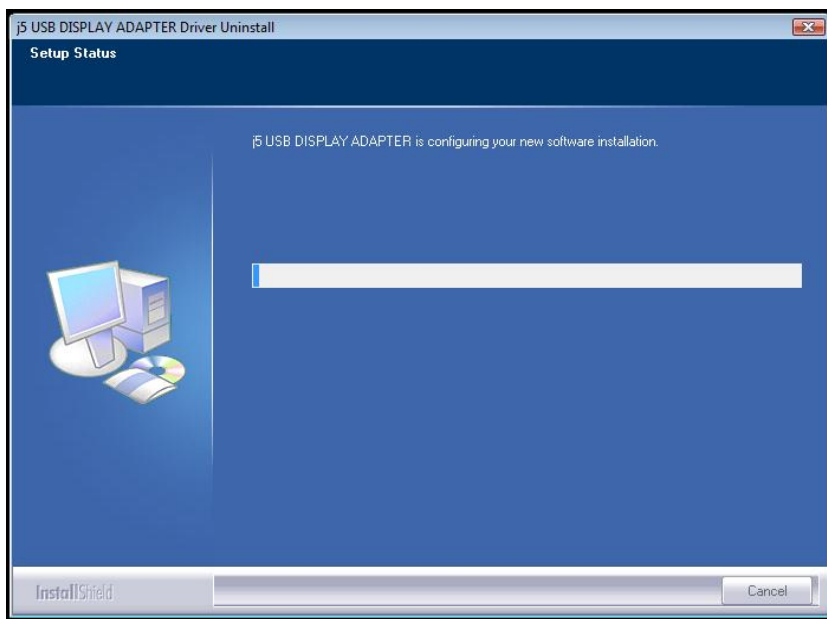 j5 USB DISPLAY ADAPTER Driver Uninstall
Setup Status
j5 USB DISPLAY ADAPTER is configuring your new software installation.
InstallShield
Cancel